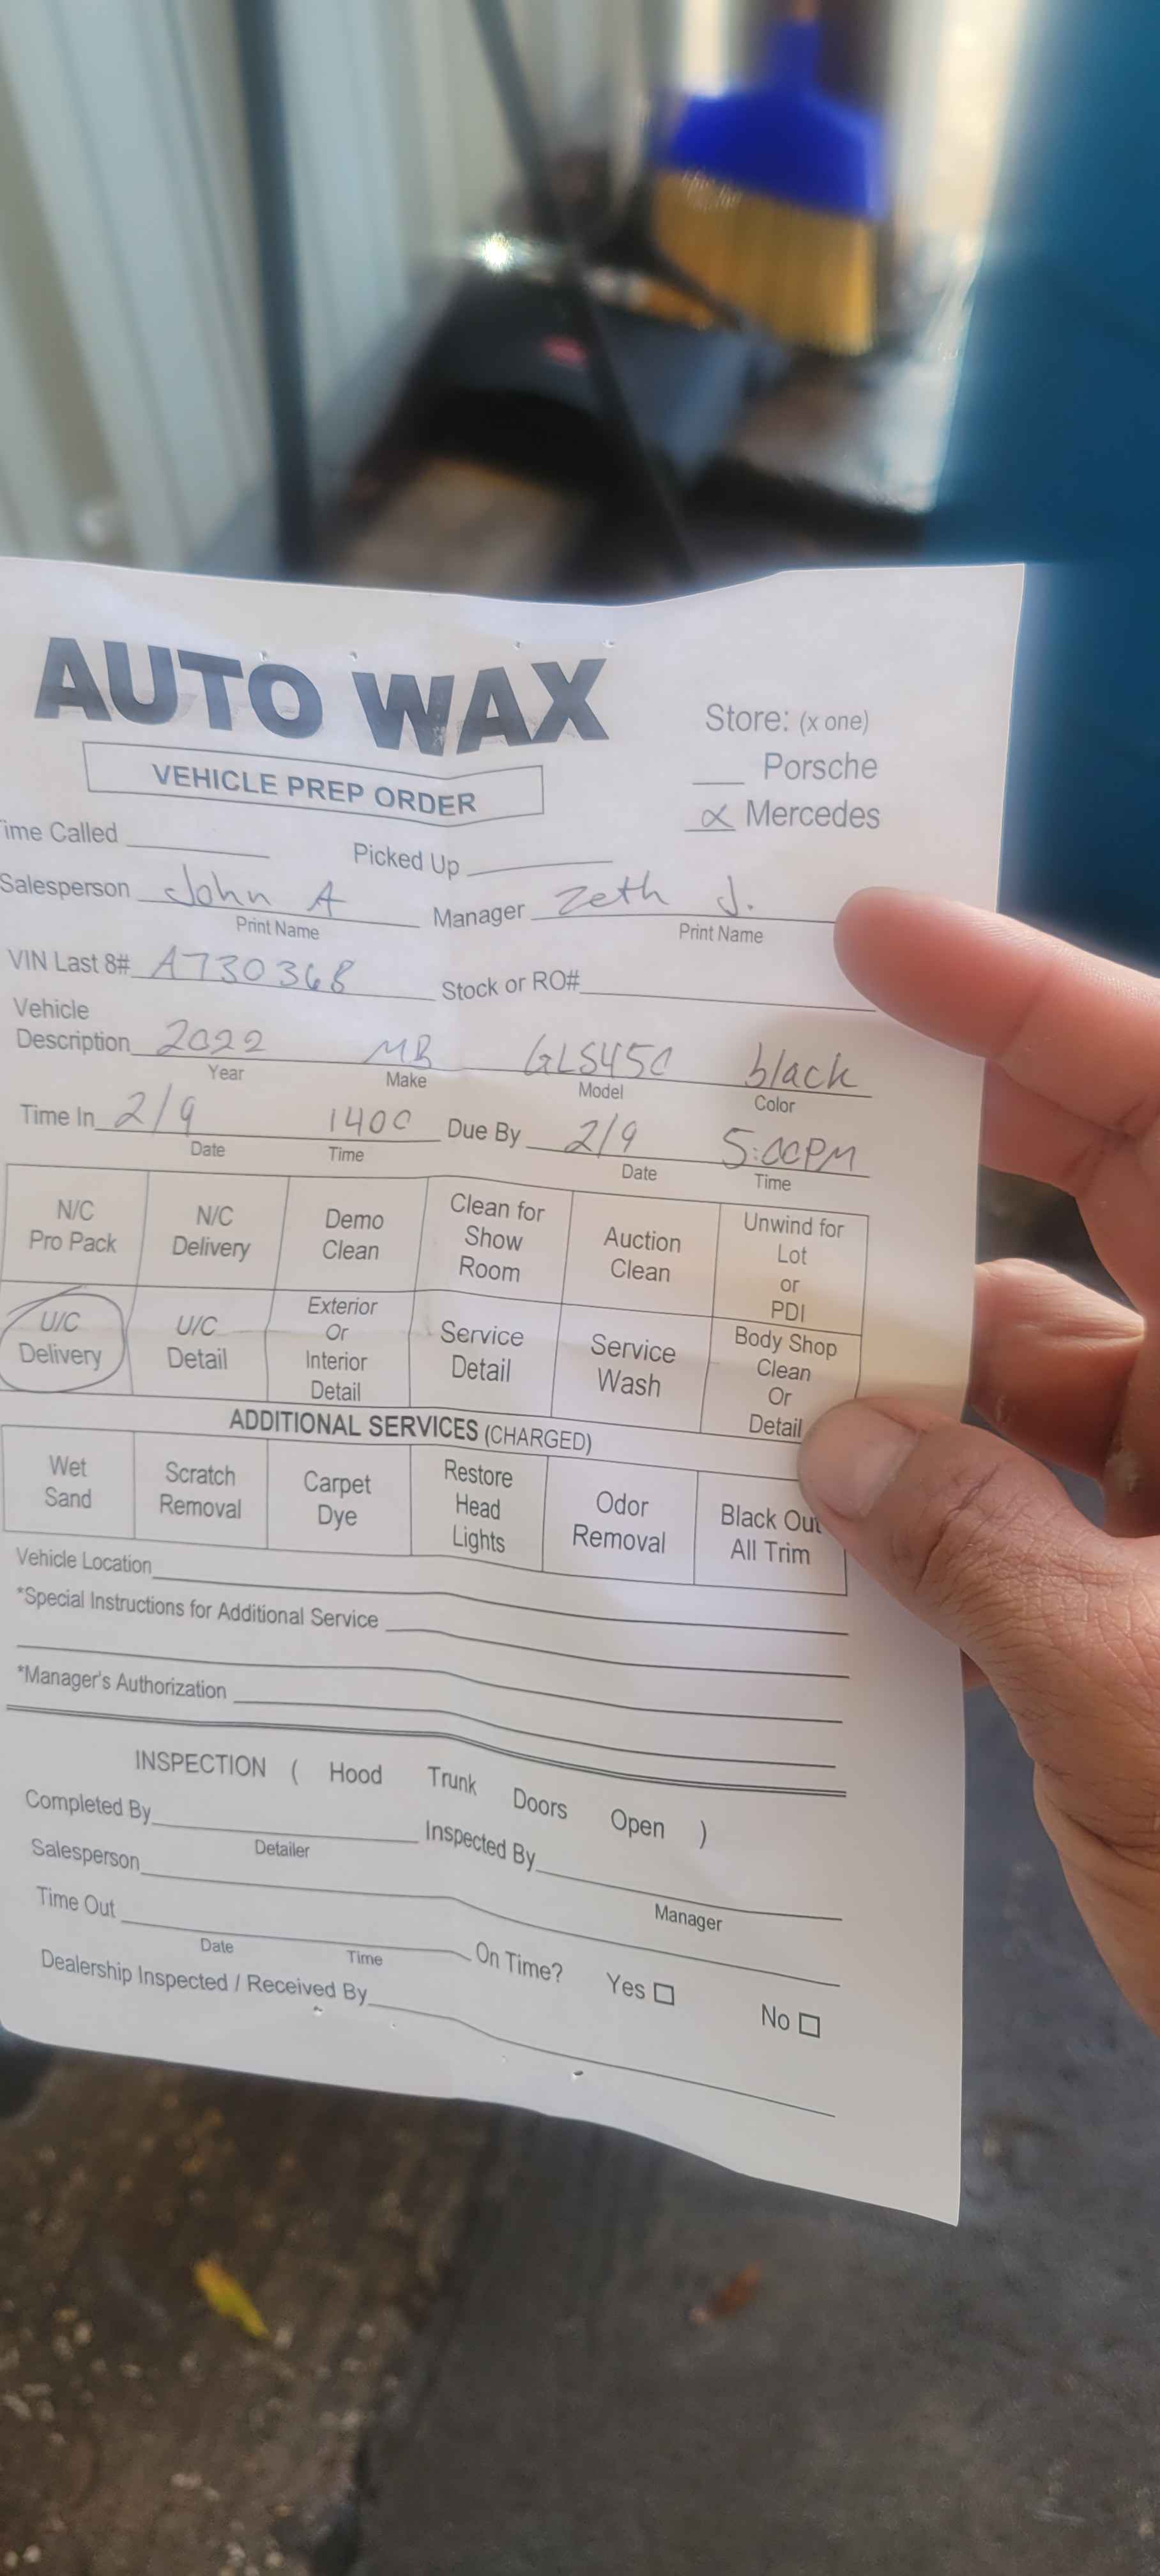 AUTO WAX
Store: (x one)
VEHICLE PREP ORDER
___ Porsche
x Mercedes
ime Called ______ Picked Up ______
Salesperson John A Manager Zeth J.
Print Name Print Name
VIN Last 8# A730368 Stock or RO# ______
Vehicle
Description 2022 MB GLS450 black
Year Make Model Color
Time In 2/9 1400 Due By 2/9 5:00PM
Date Time Date Time
N/C Pro Pack N/C Delivery Demo Clean Clean for Show Room Auction Clean Unwind for Lot or PDI
U/C Delivery U/C Detail Exterior Or Interior Detail Service Detail Service Wash Body Shop Clean Or Detail
ADDITIONAL SERVICES (CHARGED)
Wet Sand Scratch Removal Carpet Dye Restore Head Lights Odor Removal Black Out All Trim
Vehicle Location
*Special Instructions for Additional Service
*Manager's Authorization
INSPECTION ( Hood Trunk Doors Open )
Completed By ______ Inspected By ______
Detailer Manager
Salesperson
Time Out ______ On Time? Yes ☐ No ☐
Date Time
Dealership Inspected / Received By